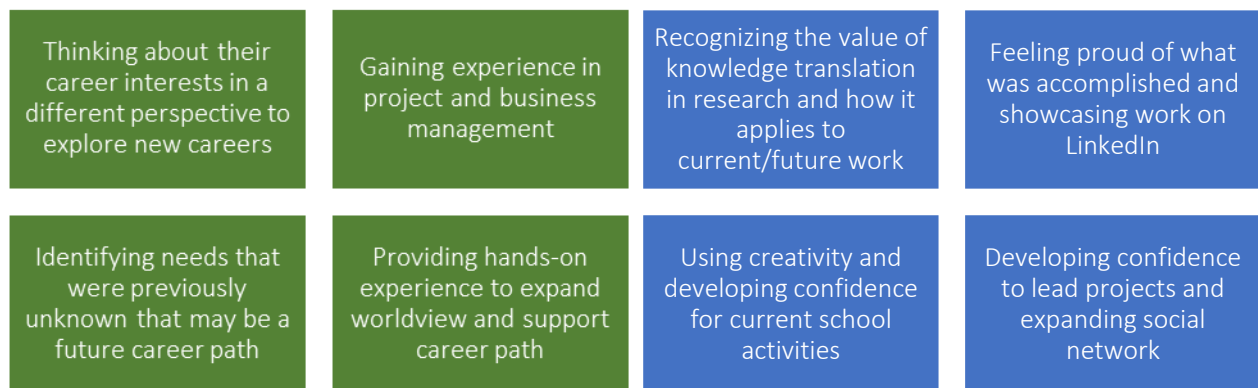 Thinking about their
career interests in a
different perspective to
explore new careers
Gaining experience in
project and business
management
Recognizing the value of
knowledge translation
in research and how it
applies to
current/future work
Feeling proud of what
was accomplished and
showcasing work on
LinkedIn
Identifying needs that
were previously
unknown that may be a
future career path
Providing hands-on
experience to expand
worldview and support
career path
Using creativity and
developing confidence
for current school
activities
Developing confidence
to lead projects and
expanding social
network